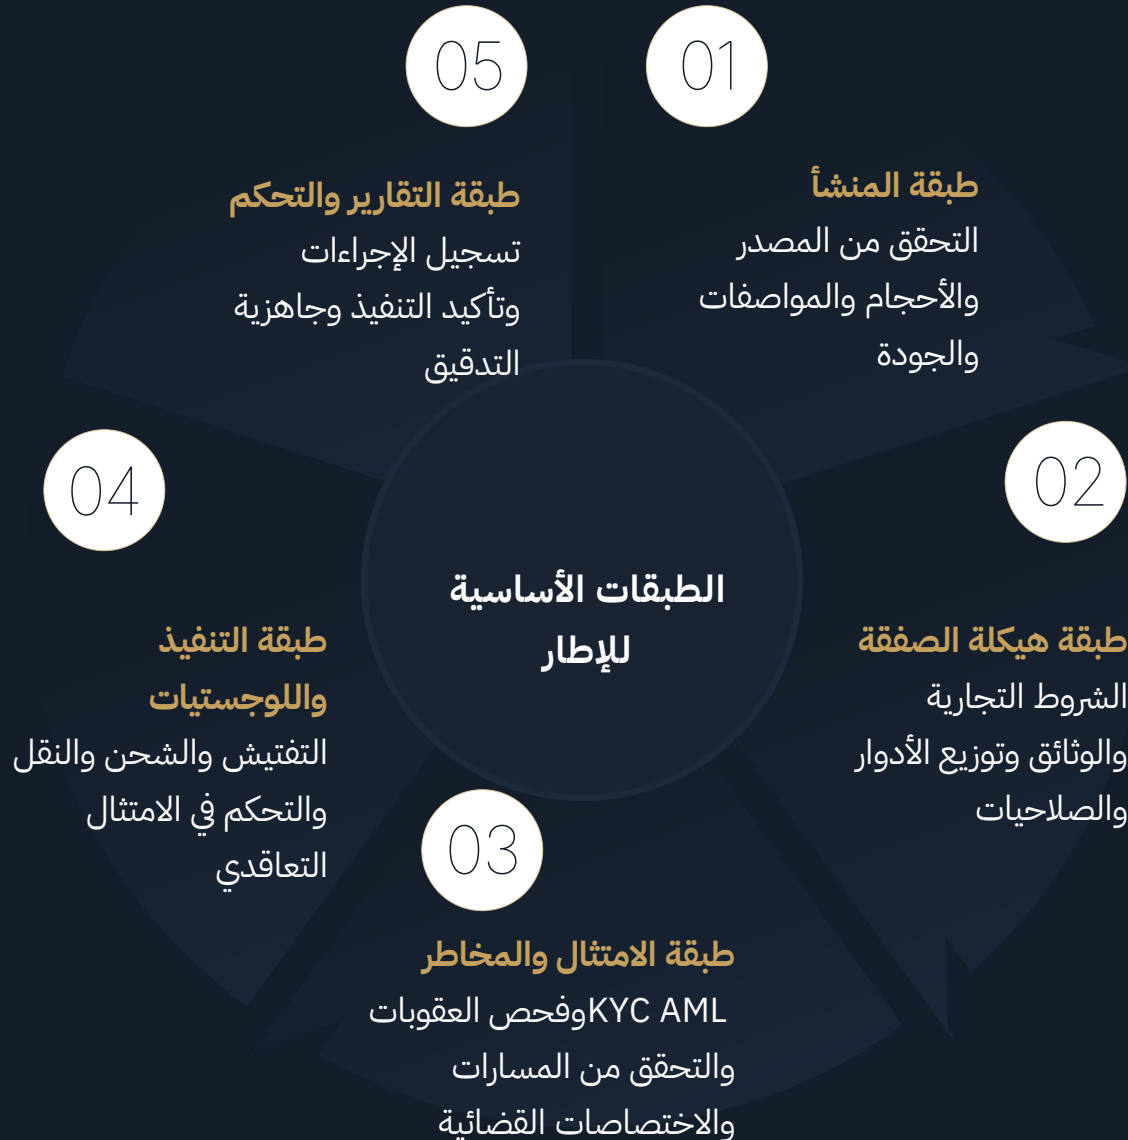 01
طبقة المنشأ
التحقق من المصدر
والأحجام والمواصفات
والجودة
02
طبقة هيكلة الصفقة
الشروط التجارية
والوثائق وتوزيع الأدوار
والصلاحيات
03
طبقة الامتثال والمخاطر
KYC AMLوفحص العقوبات
والتحقق من المسارات
والاختصاصات القضائية
04
طبقة التنفيذ
واللوجستيات
التفتيش والشحن والنقل
والتحكم في الامتثال
التعاقدي
05
طبقة التقارير والتحكم
تسجيل الإجراءات
وتأكيد التنفيذ وجاهزية
التدقيق
الطبقات الأساسية
للإطار